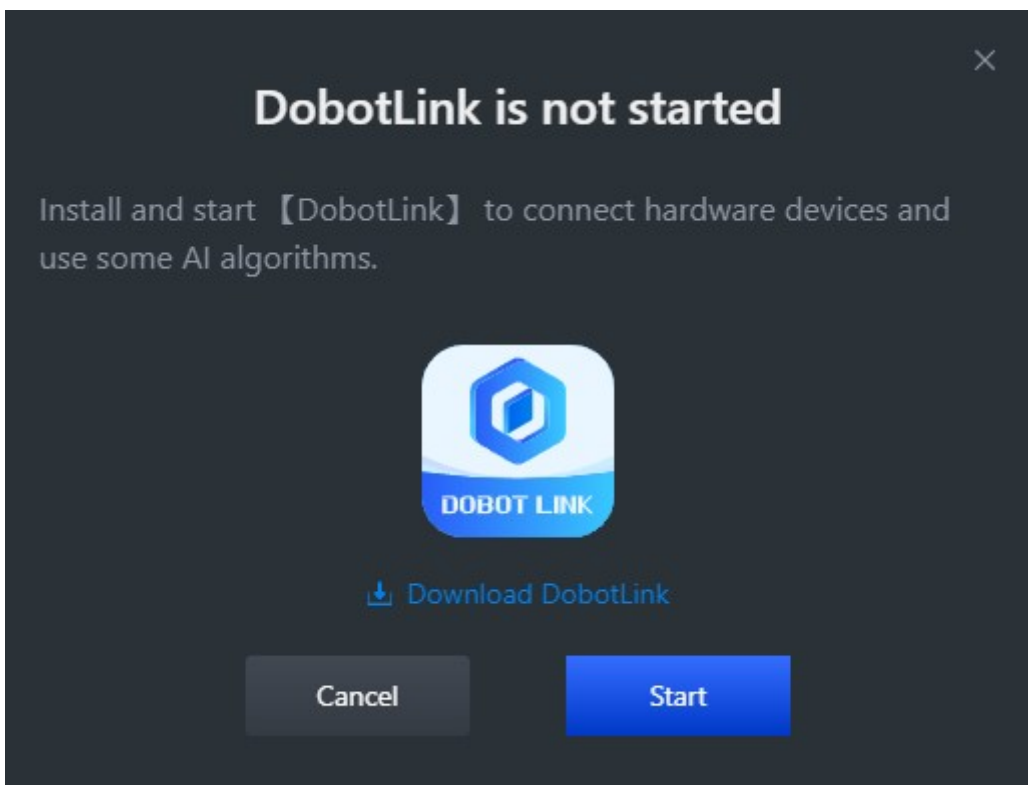 DobotLink is not started
Install and start 【DobotLink】 to connect hardware devices and
use some AI algorithms.
DOBOT LINK
Download DobotLink
Cancel
Start